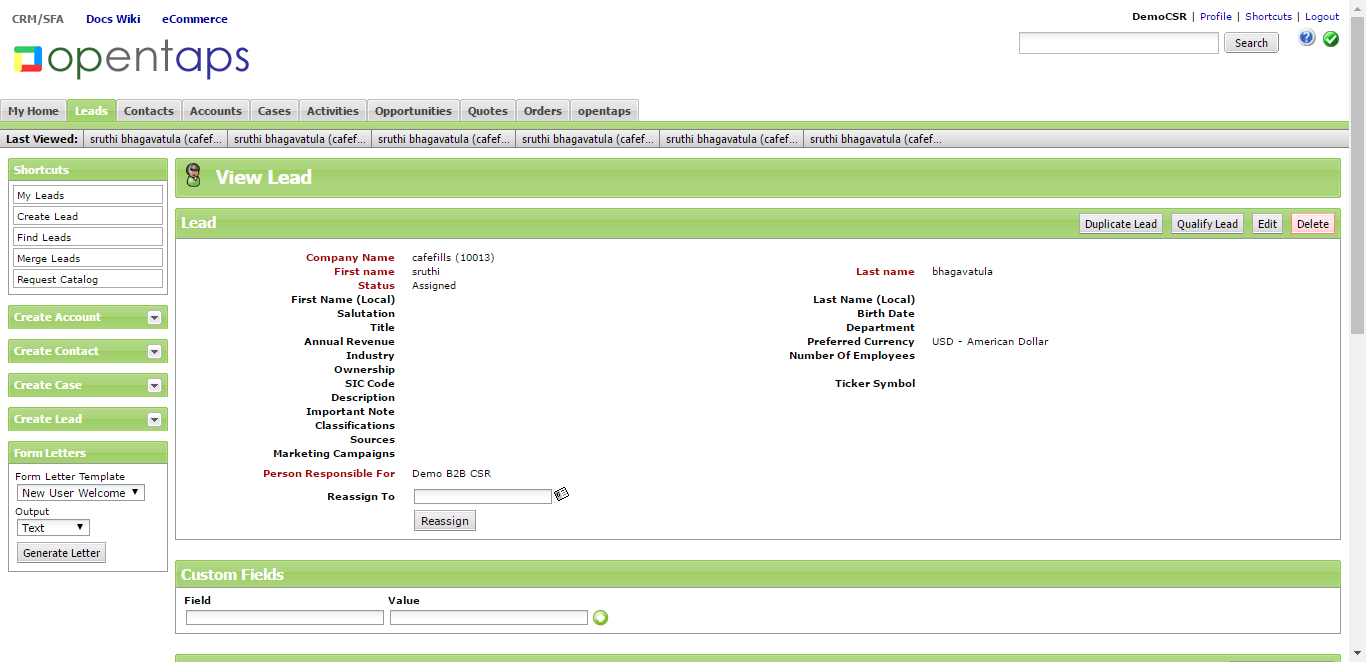 CRM/SFA Docs Wiki eCommerce
DemoCSR | Profile | Shortcuts | Logout
opentaps
Search
My Home Leads Contacts Accounts Cases Activities Opportunities Quotes Orders opentaps
Last Viewed: sruthi bhagavatula (cafef... sruthi bhagavatula (cafef... sruthi bhagavatula (cafef... sruthi bhagavatula (cafef... sruthi bhagavatula (cafef... sruthi bhagavatula (cafef...
Shortcuts
My Leads
Create Lead
Find Leads
Merge Leads
Request Catalog
Create Account
Create Contact
Create Case
Create Lead
Form Letters
Form Letter Template
New User Welcome
Output
Text
Generate Letter
View Lead
Lead
Duplicate Lead Qualify Lead Edit Delete
Company Name cafefills (10013)
First name sruthi Last name bhagavatula
Status Assigned
First Name (Local) Last Name (Local)
Salutation Birth Date
Title Department
Annual Revenue Preferred Currency USD - American Dollar
Industry Number Of Employees
Ownership
SIC Code Ticker Symbol
Description
Important Note
Classifications
Sources
Marketing Campaigns
Person Responsible For Demo B2B CSR
Reassign To
Reassign
Custom Fields
Field Value